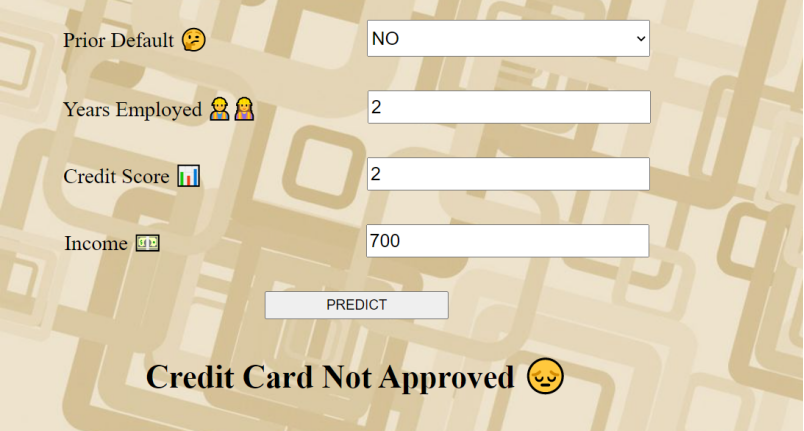 Prior Default 🤔 NO
Years Employed 👷👷‍♀️ 2
Credit Score 📊 2
Income 💵 700
PREDICT
Credit Card Not Approved 😔